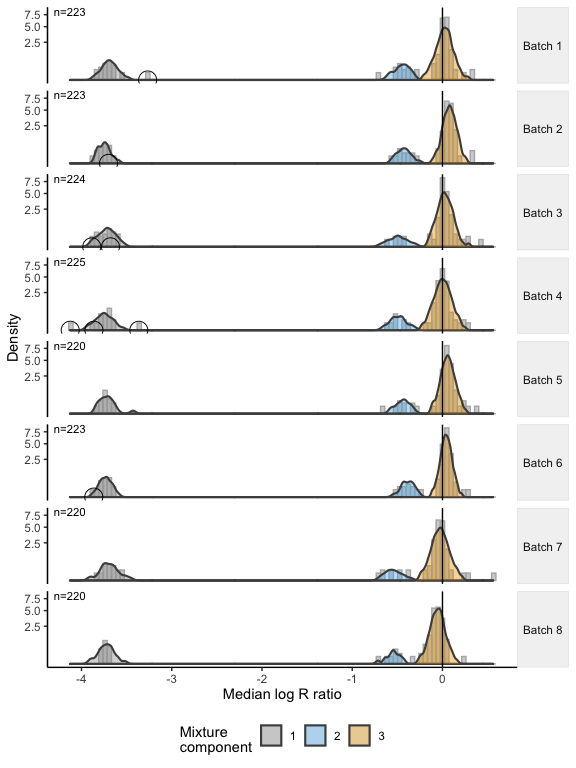 n=223
7.5
5.0
2.5
Batch 1
n=223
7.5
5.0
2.5
Batch 2
n=224
7.5
5.0
2.5
Batch 3
n=225
7.5
5.0
2.5
Batch 4
n=220
7.5
5.0
2.5
Batch 5
n=223
7.5
5.0
2.5
Batch 6
n=220
7.5
5.0
2.5
Batch 7
n=220
7.5
5.0
2.5
Batch 8
Density
-4 -3 -2 -1 0
Median log R ratio
Mixture
component 1 2 3